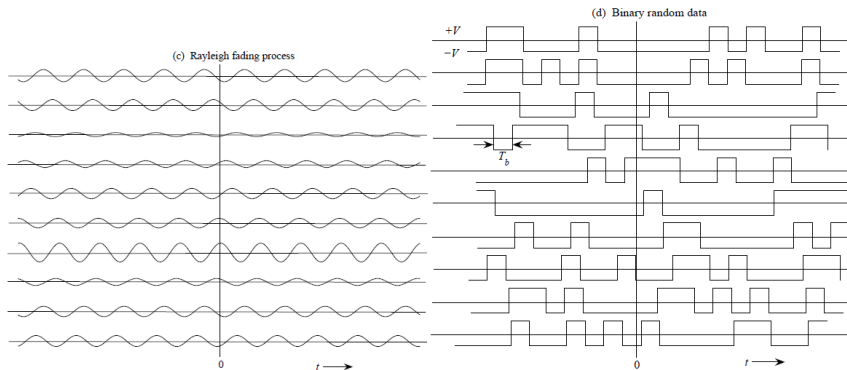 (c) Rayleigh fading process
0
t
(d) Binary random data
+V
−V
T_b
0
t